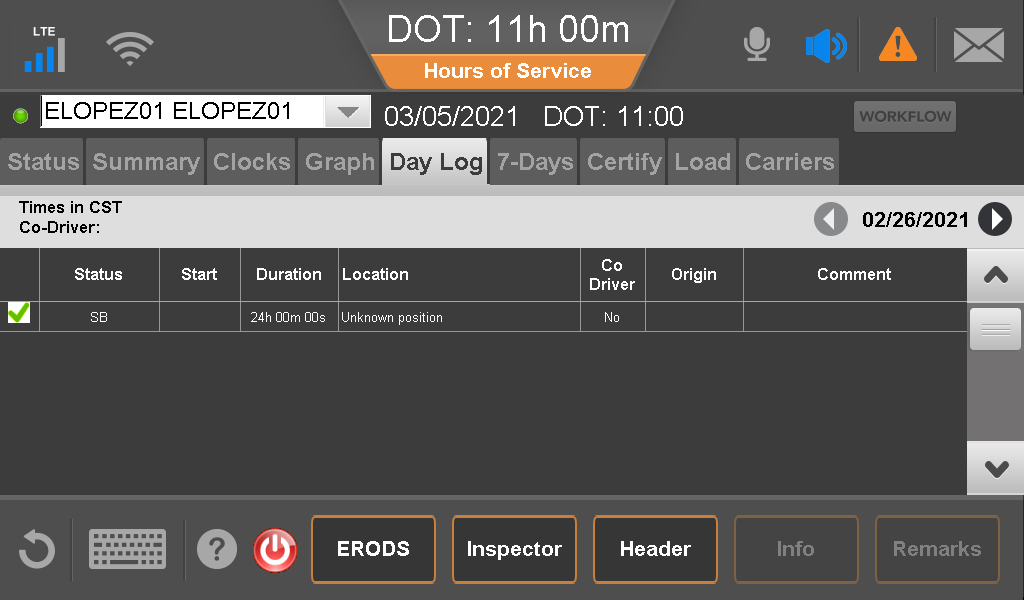 LTE
DOT: 11h 00m
Hours of Service
ELOPEZ01 ELOPEZ01
03/05/2021 DOT: 11:00
WORKFLOW
Status Summary Clocks Graph Day Log 7-Days Certify Load Carriers
Times in CST
Co-Driver:
02/26/2021
Status Start Duration Location Co Driver Origin Comment
SB 24h 00m 00s Unknown position No
? ERODS Inspector Header Info Remarks